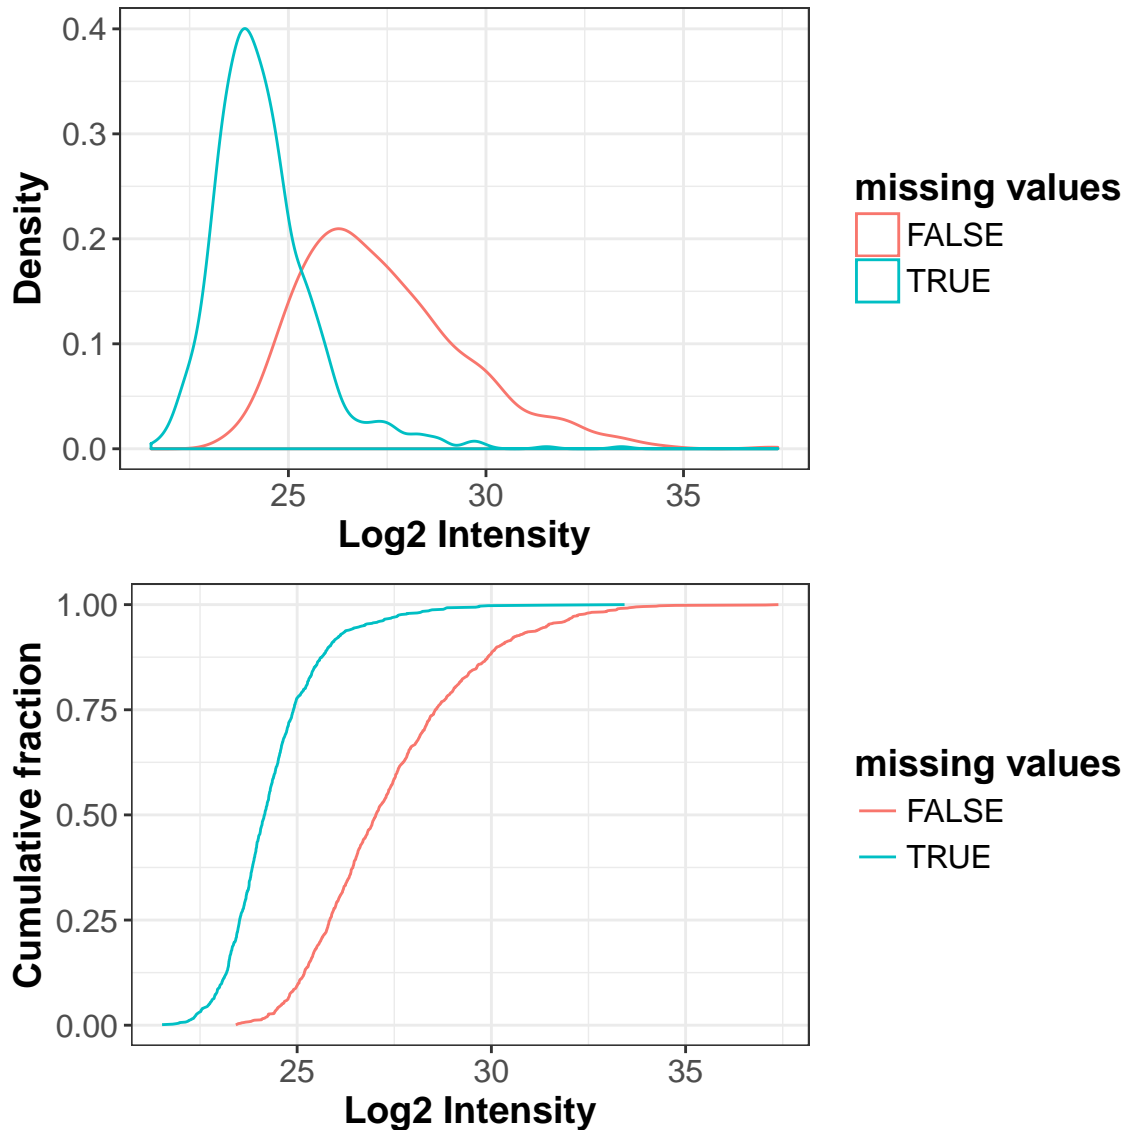 0.4
0.3
0.2
0.1
0.0
Density
25 30 35
Log2 Intensity
missing values
FALSE
TRUE
1.00
0.75
0.50
0.25
0.00
Cumulative fraction
25 30 35
Log2 Intensity
missing values
FALSE
TRUE